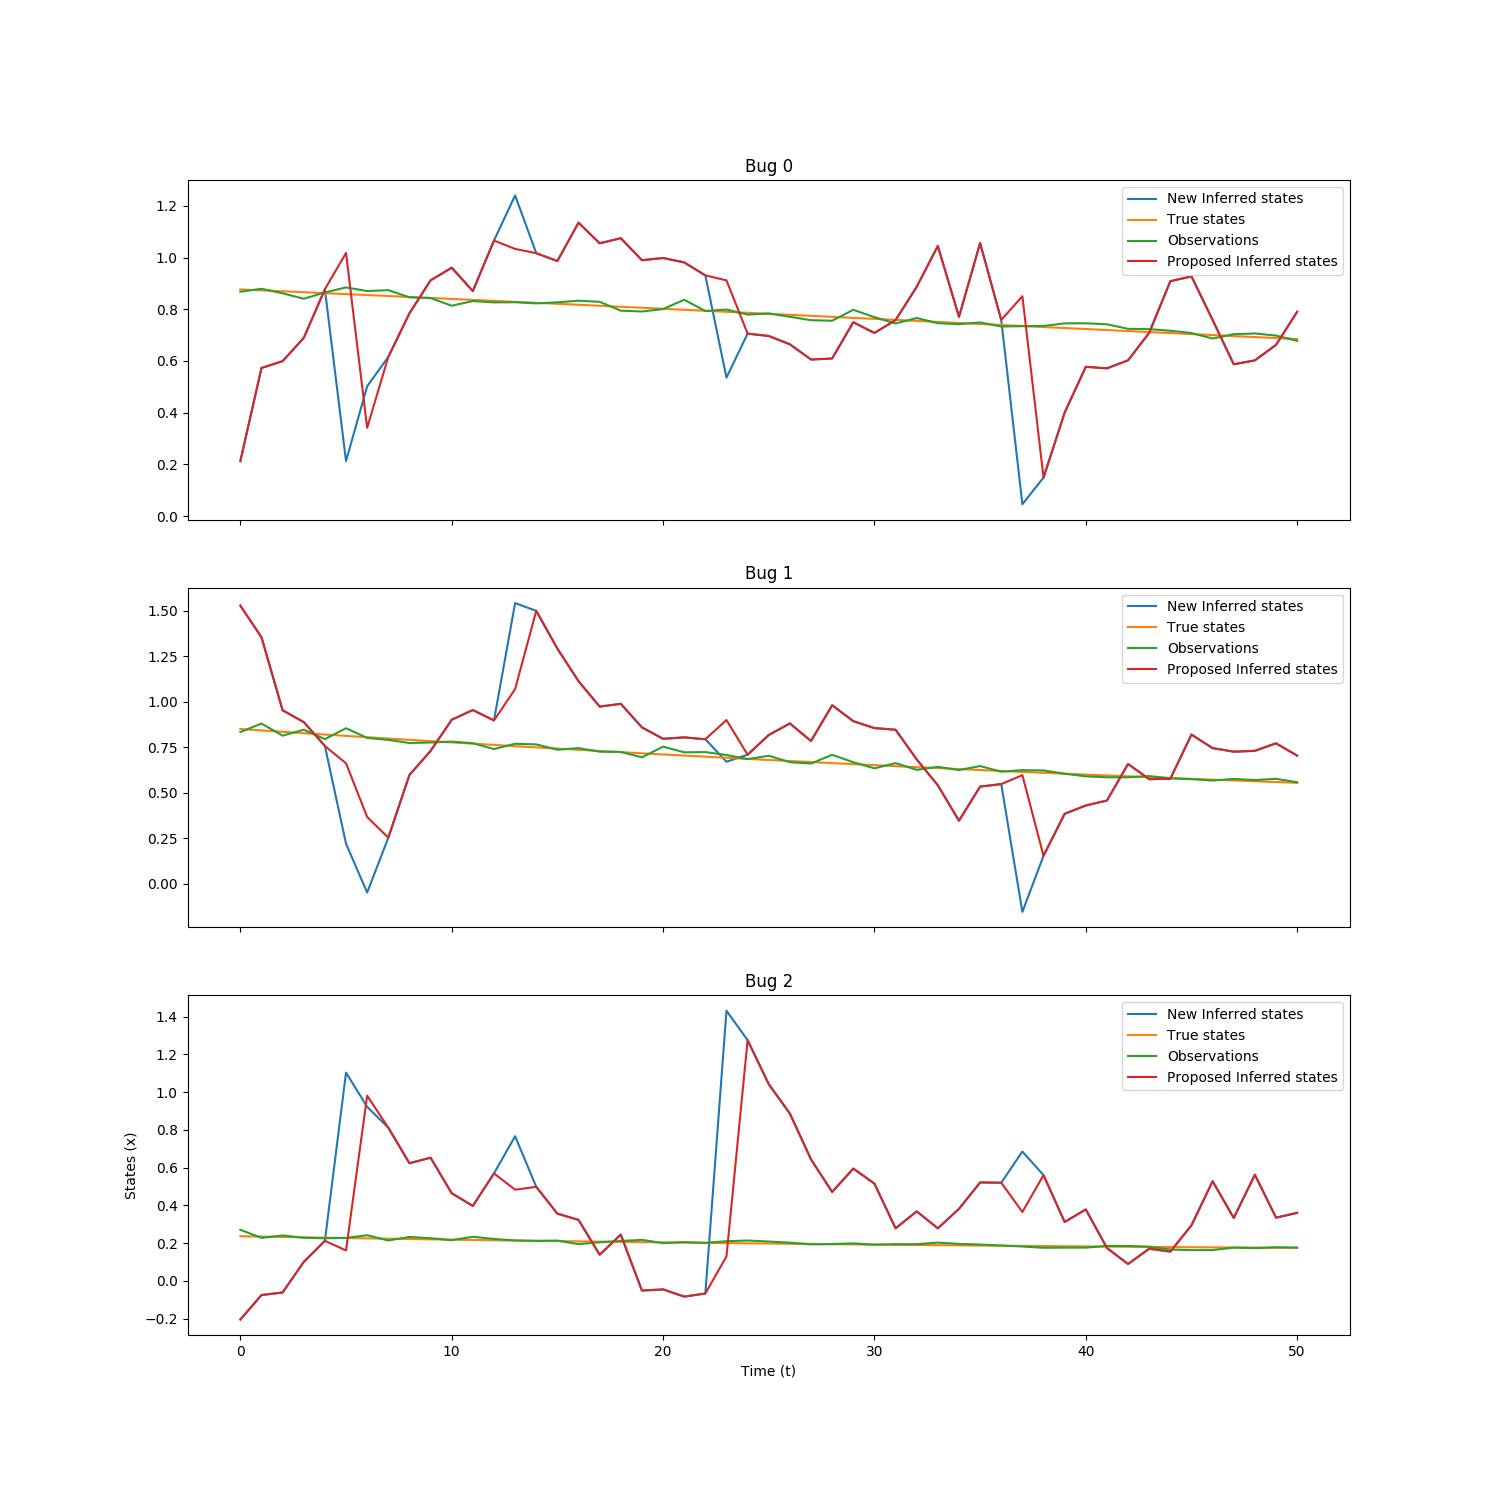 Bug 0
1.2
1.0
0.8
0.6
0.4
0.2
0.0
New Inferred states
True states
Observations
Proposed Inferred states
Bug 1
1.50
1.25
1.00
0.75
0.50
0.25
0.00
New Inferred states
True states
Observations
Proposed Inferred states
Bug 2
States (x)
1.4
1.2
1.0
0.8
0.6
0.4
0.2
0.0
−0.2
New Inferred states
True states
Observations
Proposed Inferred states
0 10 20 30 40 50
Time (t)